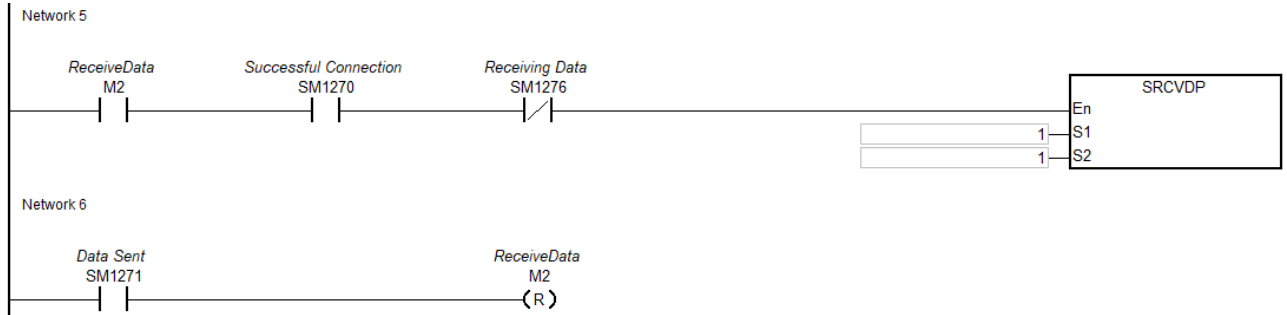 Network 5
ReceiveData Successful Connection Receiving Data
M2 SM1270 SM1276 SRCVDP
En
1 S1
1 S2
Network 6
Data Sent ReceiveData
SM1271 M2
R